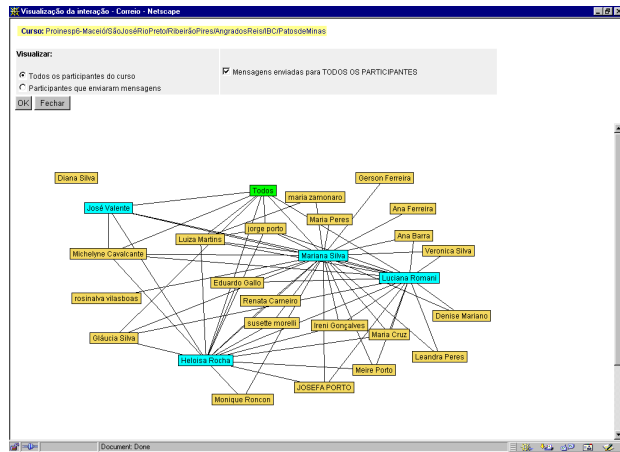 Visualização da interação - Correio - Netscape
Curso: Proinesp6-Maceió/SãoJoséRioPreto/RibeirãoPires/AngradosReis/IBC/PatosdeMinas
Visualizar:
Todos os participantes do curso
Mensagens enviadas para TODOS OS PARTICIPANTES
Participantes que enviaram mensagens
OK
Fechar
Diana Silva
Gerson Ferreira
Todos
maria zamonaro
José Valente
Ana Ferreira
Maria Peres
jorge porto
Luiza Martins
Ana Barra
Michelyne Cavalcante
Mariana Silva
Veronica Silva
Luciana Romani
Eduardo Gallo
rosinalva vilasboas
Renata Carneiro
Denise Mariano
susette morelli
Ireni Gonçalves
Gláucia Silva
Maria Cruz
Heloisa Rocha
Leandra Peres
Meire Porto
JOSEFA PORTO
Monique Roncon
Document: Done